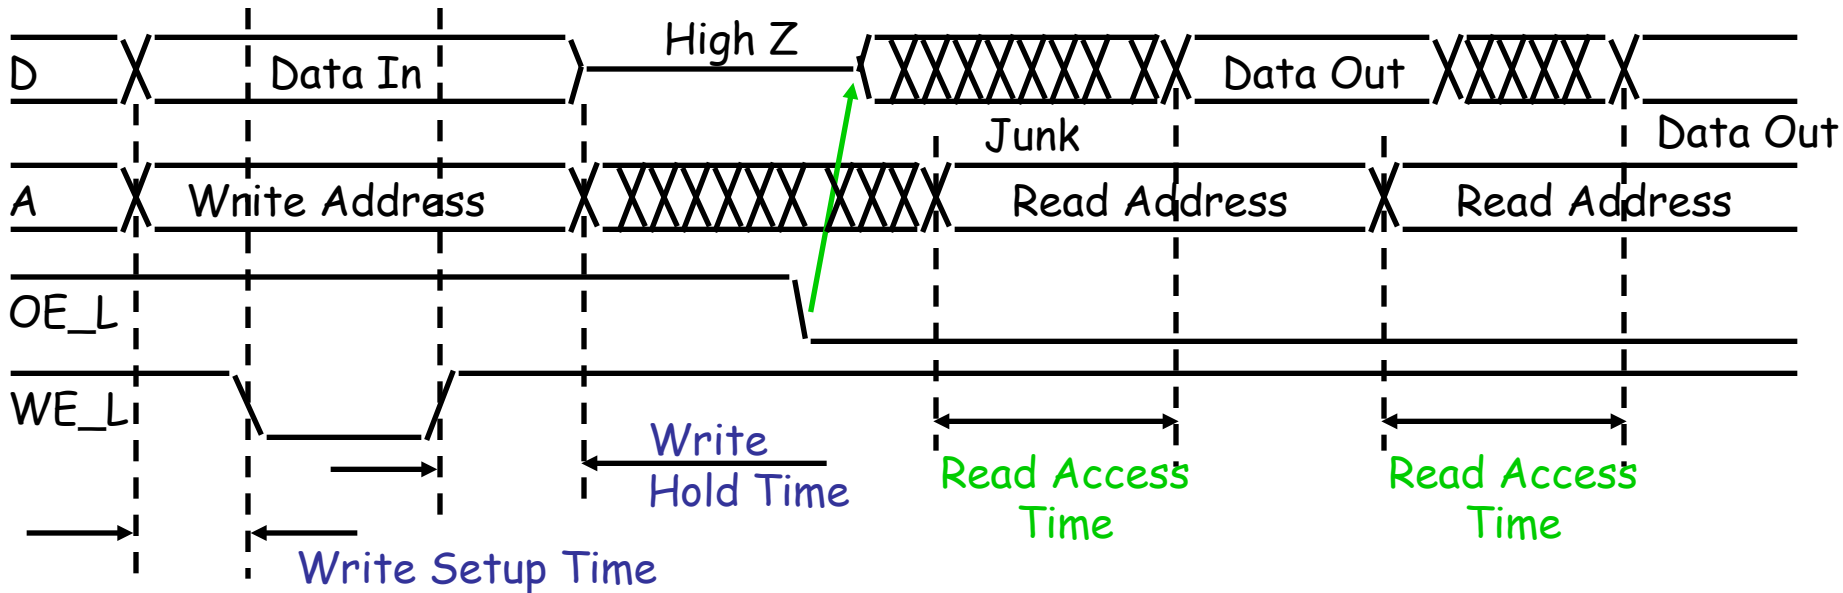 High Z
D
Data In
Data Out
Junk
Data Out
A
Write Address
Read Address
Read Address
OE_L
WE_L
Write
Hold Time
Read Access
Time
Read Access
Time
Write Setup Time